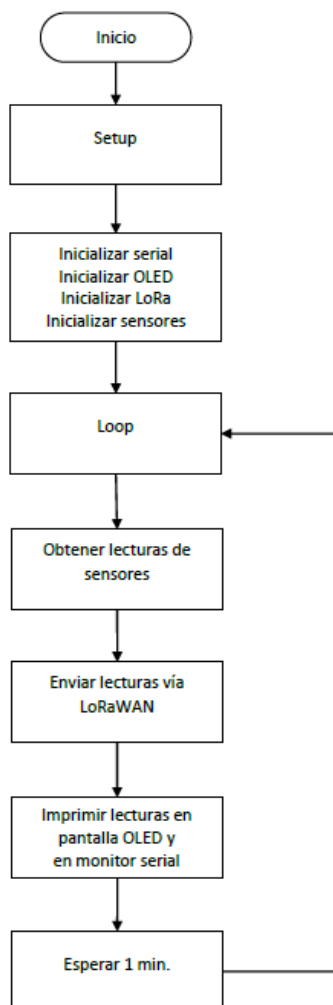 Inicio
Setup
Inicializar serial
Inicializar OLED
Inicializar LoRa
Inicializar sensores
Loop
Obtener lecturas de
sensores
Enviar lecturas vía
LoRaWAN
Imprimir lecturas en
pantalla OLED y
en monitor serial
Esperar 1 min.